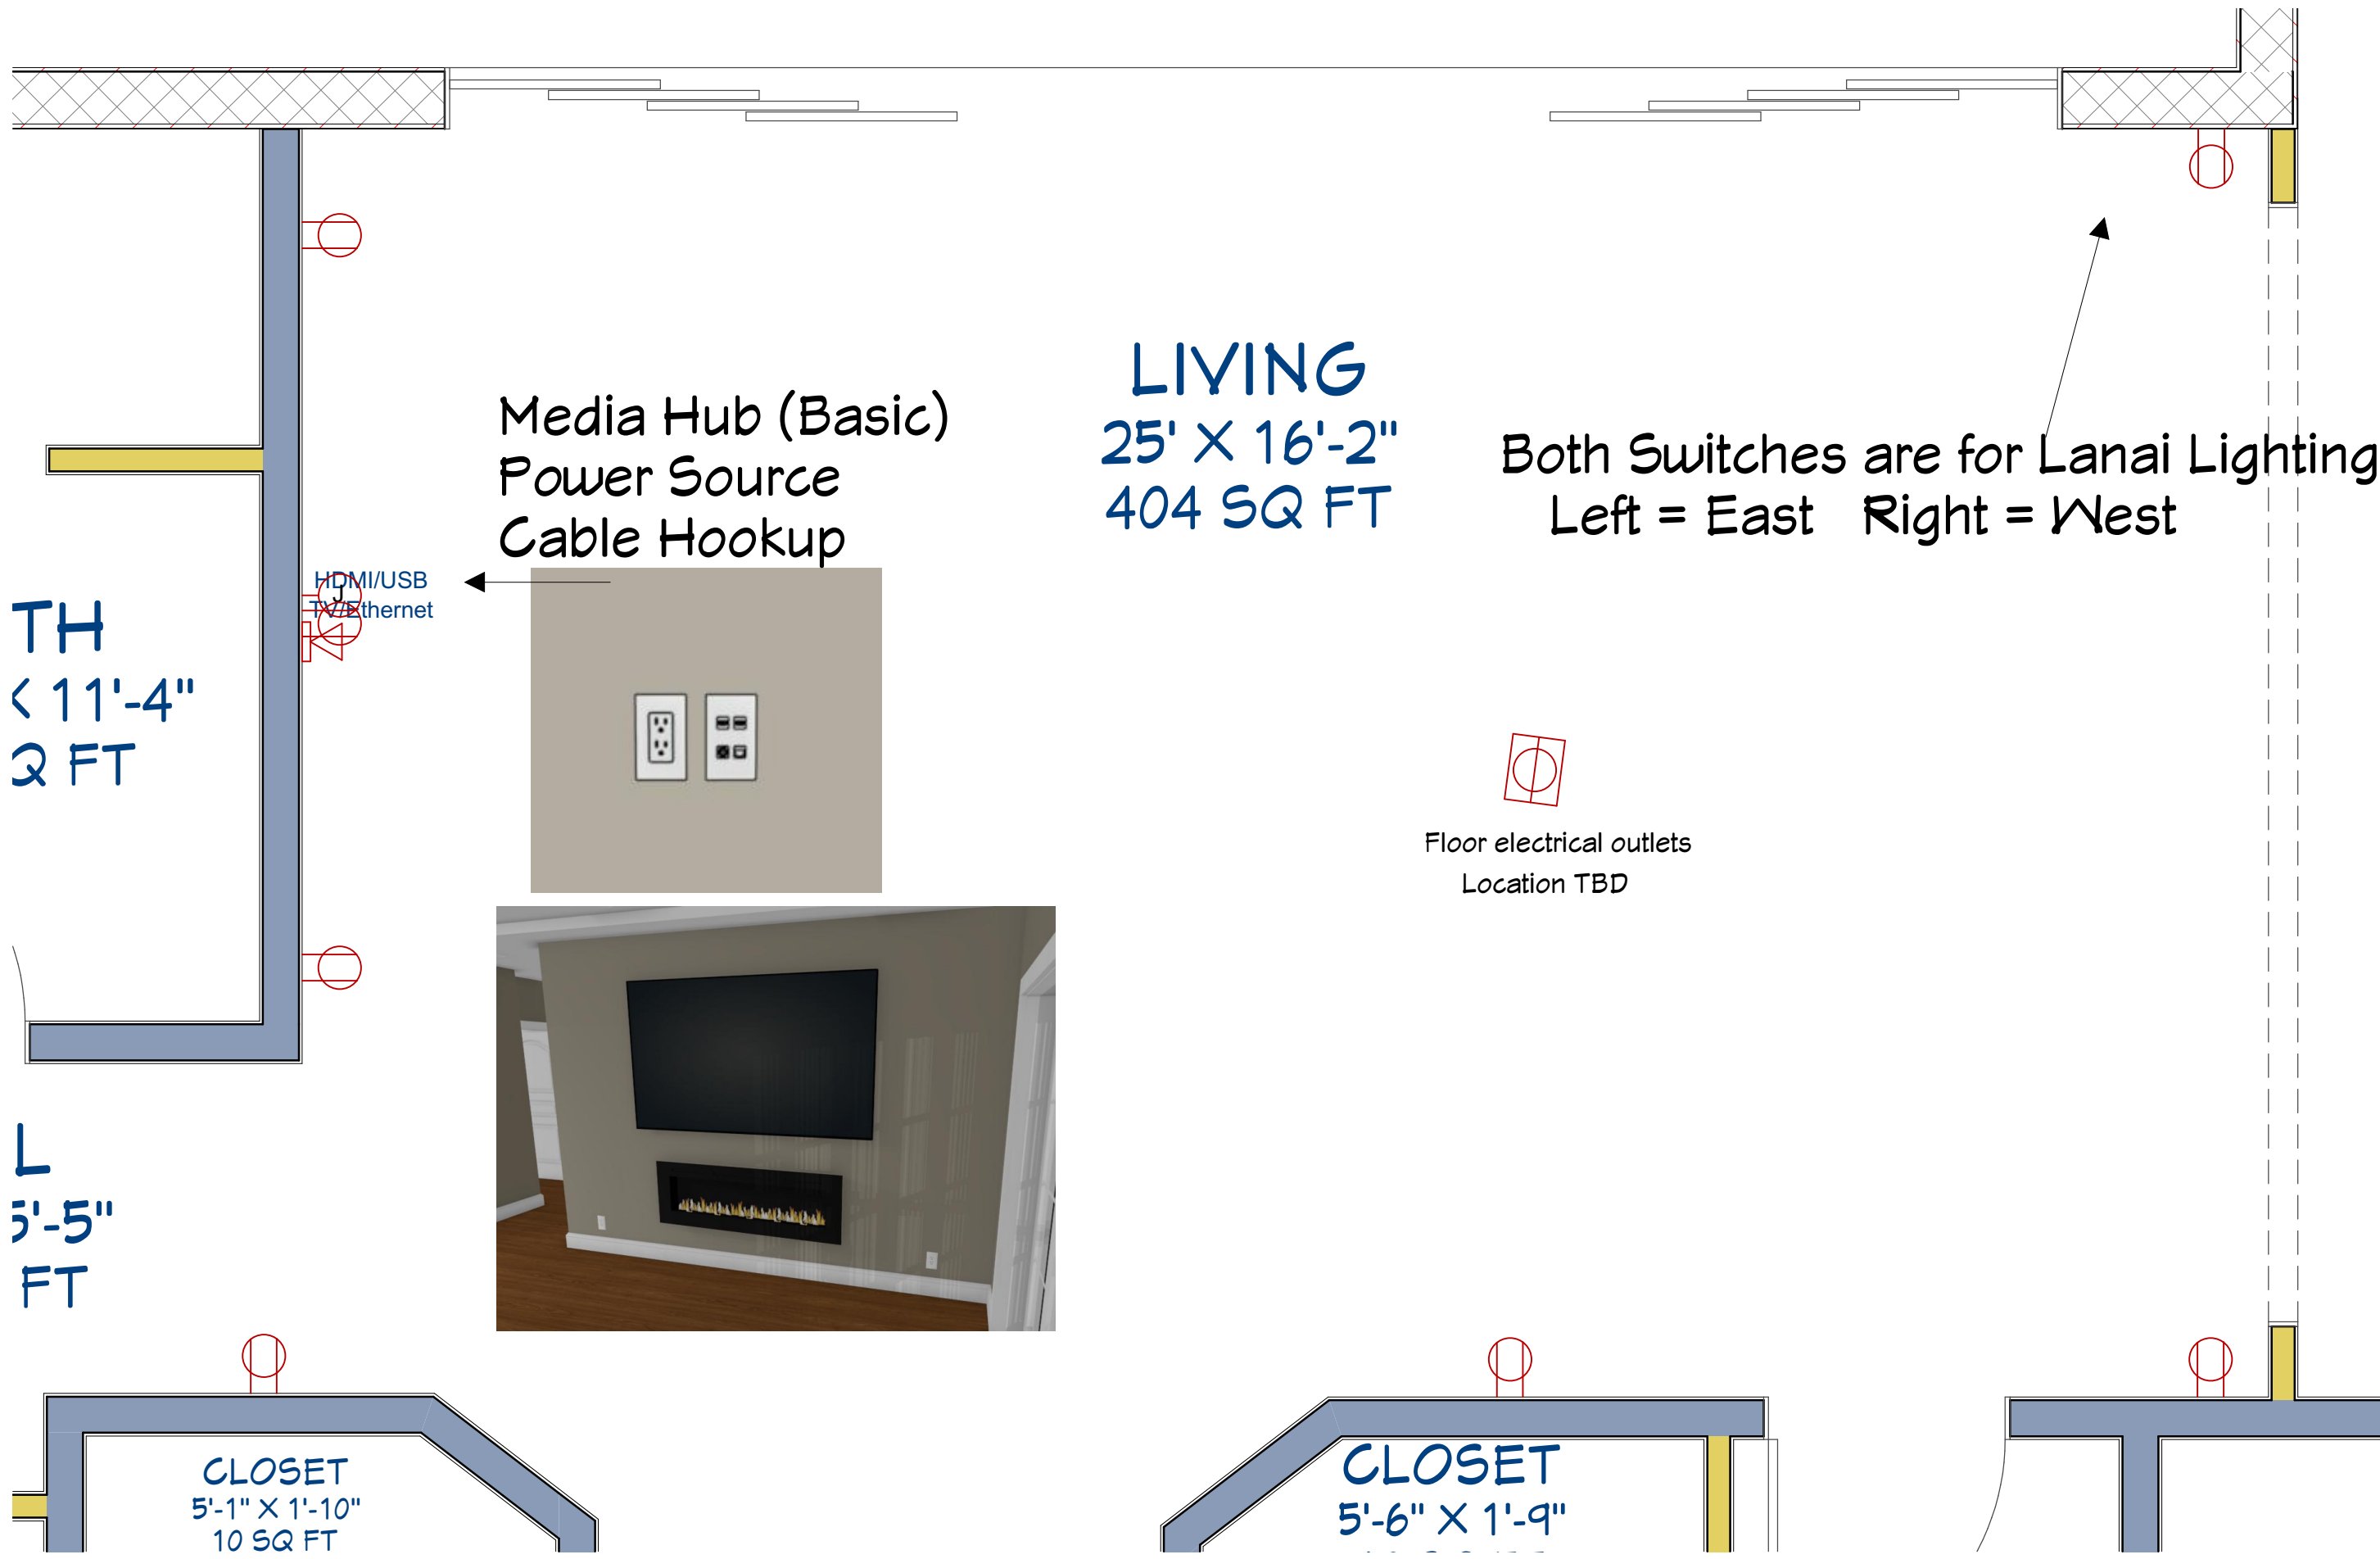 LIVING
25' X 16'-2"
404 SQ FT
Media Hub (Basic)
Power Source
Cable Hookup
Both Switches are for Lanai Lighting
Left = East Right = West
HDMI/USB
J
TV/Ethernet
TH
X 11'-4"
Q FT
Floor electrical outlets
Location TBD
L
5'-5"
FT
CLOSET
5'-1" X 1'-10"
10 SQ FT
CLOSET
5'-6" X 1'-9"